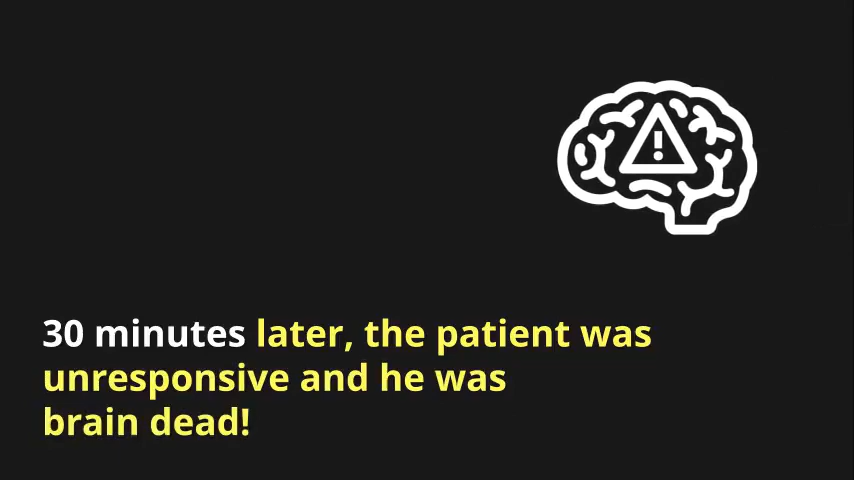 30 minutes later, the patient was
unresponsive and he was
brain dead!